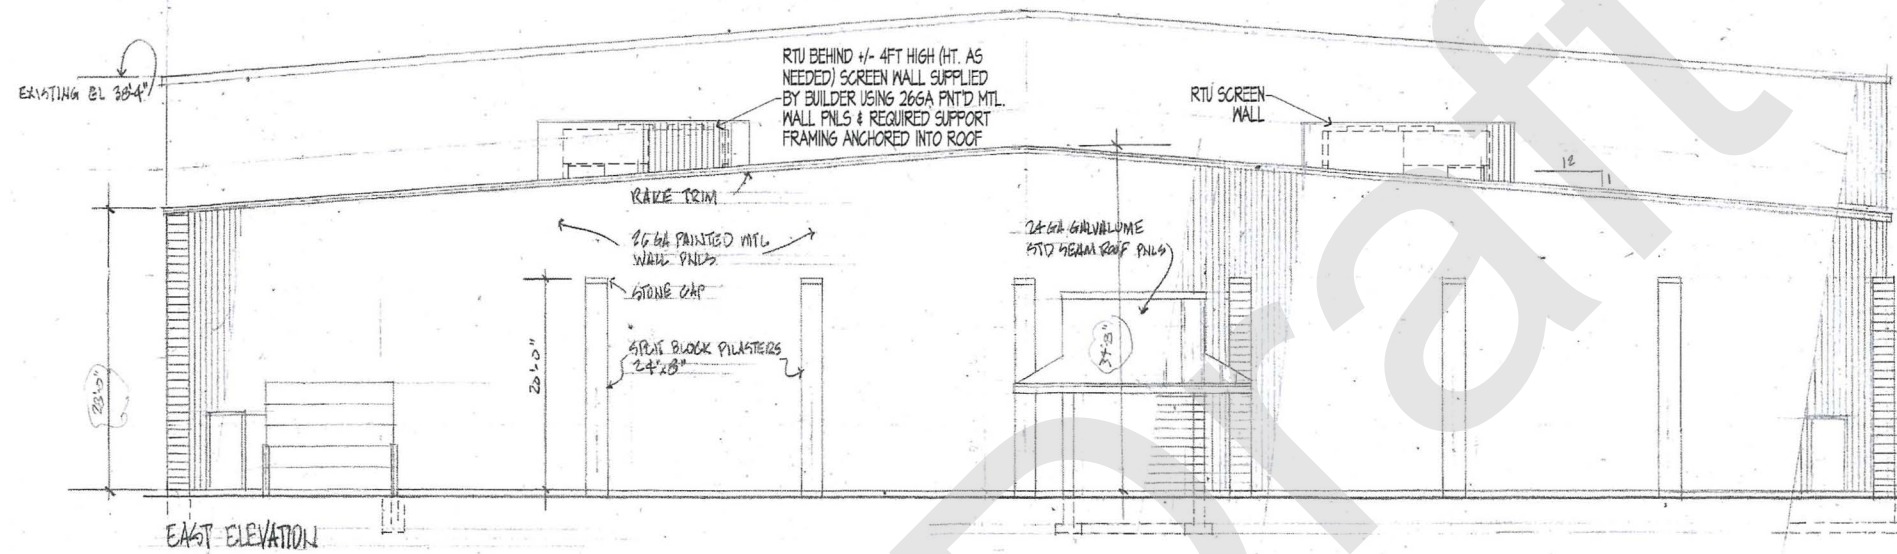 EXISTING EL 38'-4"
RTU BEHIND +/- 4FT HIGH (HT. AS
NEEDED) SCREEN WALL SUPPLIED
BY BUILDER USING 26GA PNT'D MTL.
WALL PNLS & REQUIRED SUPPORT
FRAMING ANCHORED INTO ROOF
RTU SCREEN
WALL
12
1
RAKE TRIM
26 GA PAINTED MTL
WALL PNLS
24 GA GALVALUME
STD SEAM ROOF PNLS
STONE CAP
SPLIT BLOCK PILASTERS
24"x8"
20'-0"
34'-8"
EAST ELEVATION
Draft